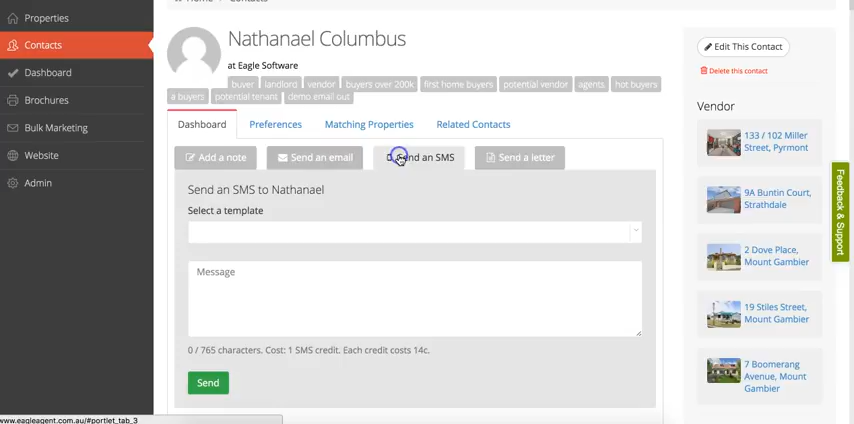 Home
Contacts
Properties
Contacts
Dashboard
Brochures
Bulk Marketing
Website
Admin
Nathanael Columbus
at Eagle Software
buyer landlord vendor buyers over 200k first home buyers potential vendor agents hot buyers
a buyers potential tenant demo email out
Dashboard Preferences Matching Properties Related Contacts
Add a note Send an email Send an SMS Send a letter
Send an SMS to Nathanael
Select a template
Message
0 / 765 characters. Cost: 1 SMS credit. Each credit costs 14c.
Send
Edit This Contact
Delete this contact
Vendor
133 / 102 Miller
Street, Pyrmont
9A Buntin Court,
Strathdale
2 Dove Place,
Mount Gambier
19 Stiles Street,
Mount Gambier
7 Boomerang
Avenue, Mount
Gambier
Feedback & Support
www.eagleagent.com.au/#portlet_tab_3